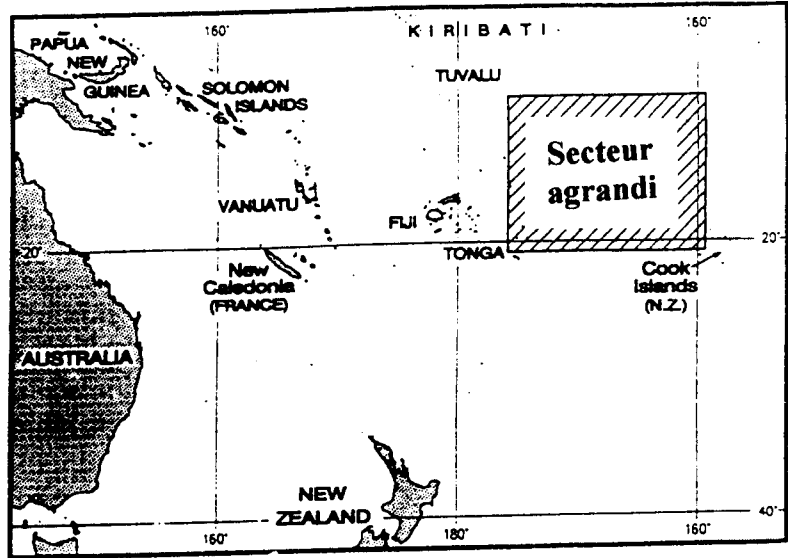 160°
160°
KIRIBATI
PAPUA
NEW
GUINEA
SOLOMON
ISLANDS
TUVALU
Secteur
agrandi
VANUATU
FIJI
20°
TONGA
20°
New
Caledonia
(FRANCE)
Cook
Islands
(N.Z.)
AUSTRALIA
NEW
ZEALAND
40°
160°
180°
160°